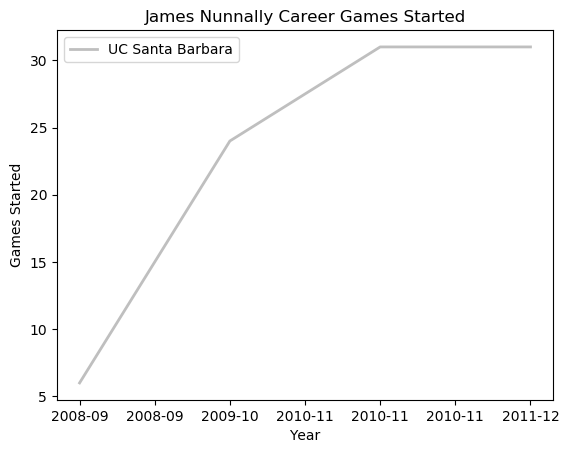 James Nunnally Career Games Started
UC Santa Barbara
30
25
20
15
10
5
Games Started
2008-09 2008-09 2009-10 2010-11 2010-11 2010-11 2011-12
Year